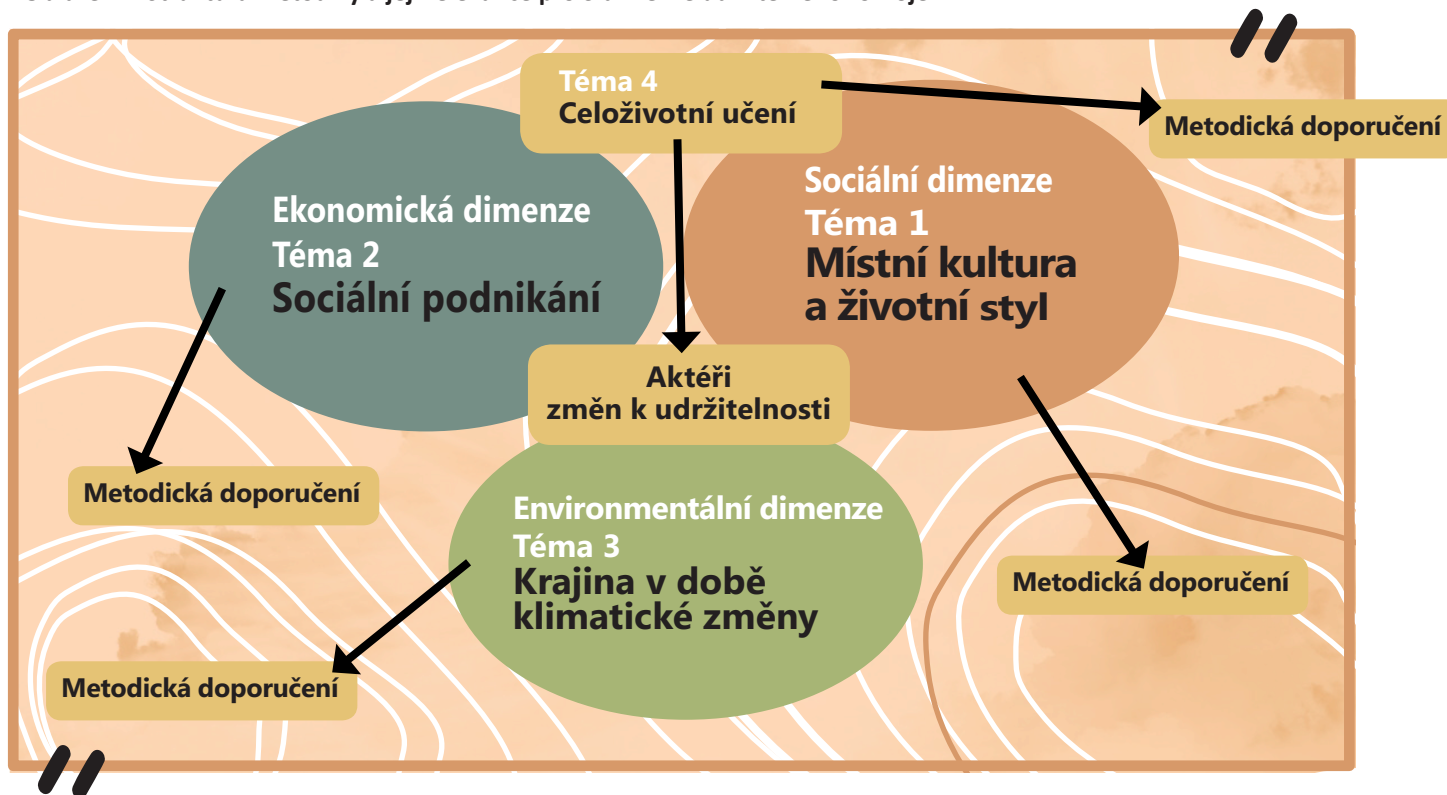 Téma 4
Celoživotní učení
Metodická doporučení
Sociální dimenze
Téma 1
Místní kultura
a životní styl
Ekonomická dimenze
Téma 2
Sociální podnikání
Aktéři
změn k udržitelnosti
Metodická doporučení
Environmentální dimenze
Téma 3
Krajina v době
klimatické změny
Metodická doporučení
Metodická doporučení